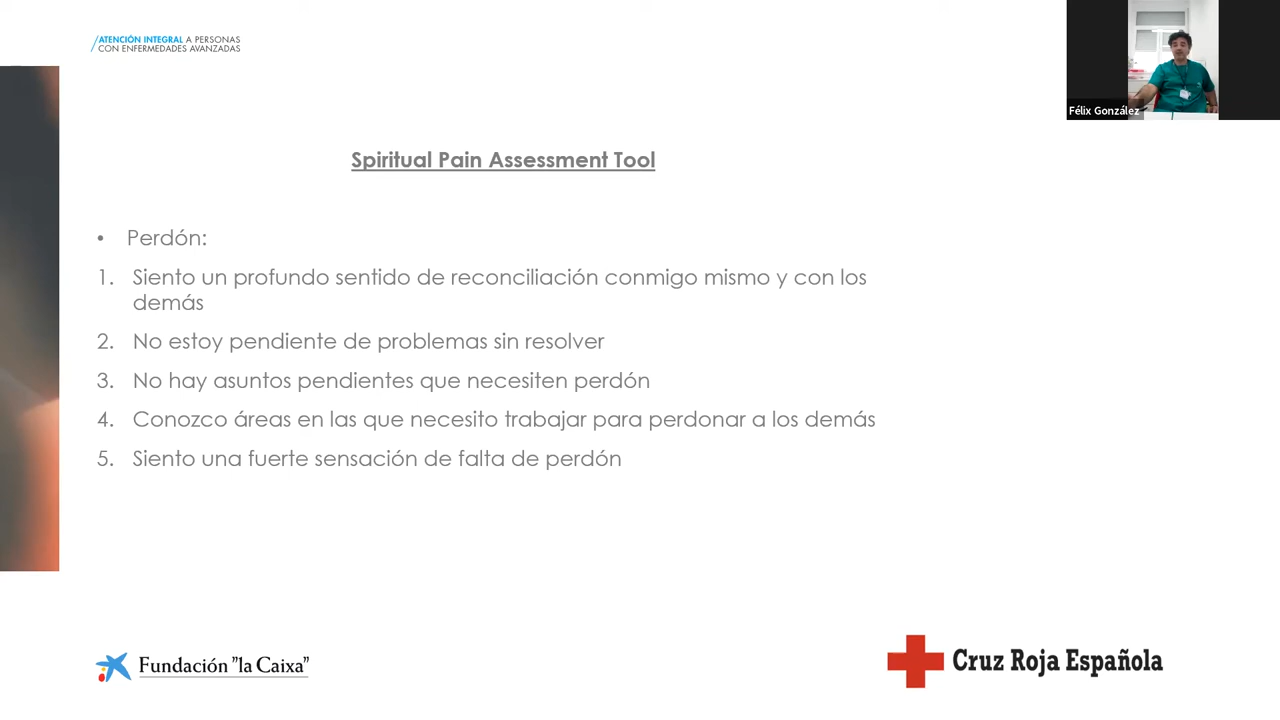 /ATENCIÓN INTEGRAL A PERSONAS
CON ENFERMEDADES AVANZADAS
Félix González
Spiritual Pain Assessment Tool
• Perdón:
1. Siento un profundo sentido de reconciliación conmigo mismo y con los
demás
2. No estoy pendiente de problemas sin resolver
3. No hay asuntos pendientes que necesiten perdón
4. Conozco áreas en las que necesito trabajar para perdonar a los demás
5. Siento una fuerte sensación de falta de perdón
Fundación "la Caixa"
Cruz Roja Española